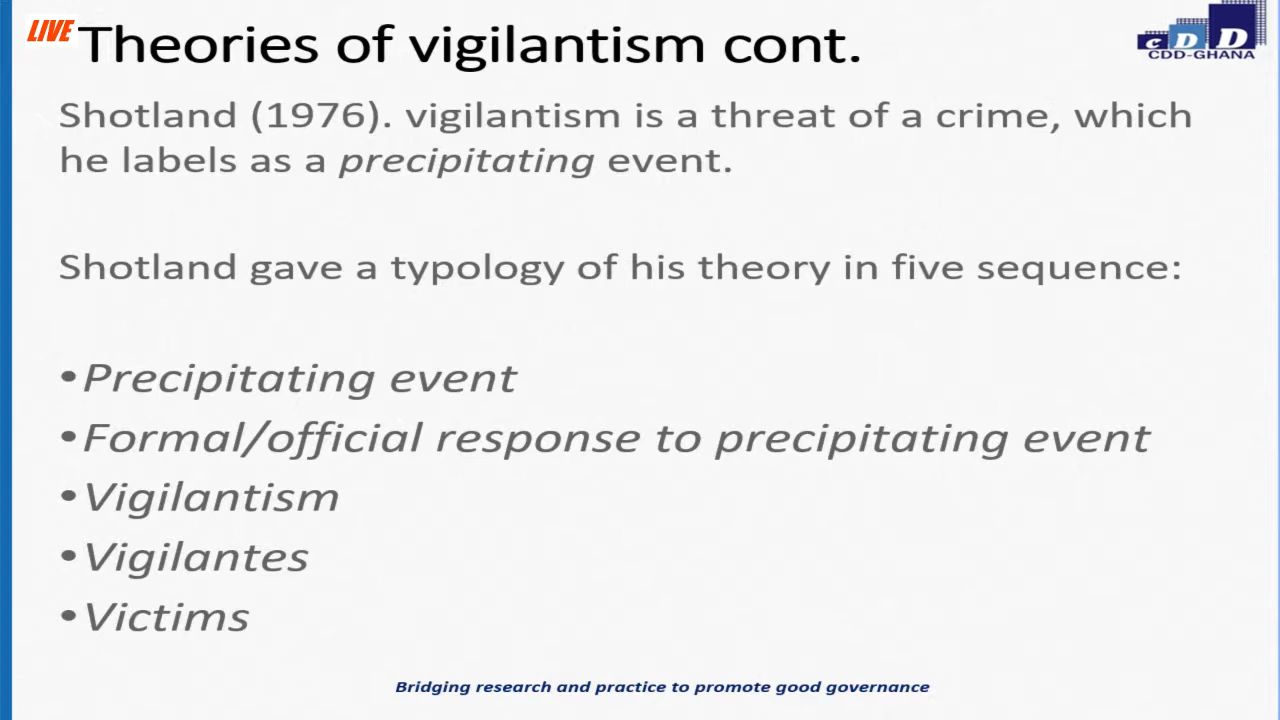 LIVE
Theories of vigilantism cont.
CDD
CDD-GHANA
Shotland (1976). vigilantism is a threat of a crime, which
he labels as a precipitating event.
Shotland gave a typology of his theory in five sequence:
•Precipitating event
•Formal/official response to precipitating event
•Vigilantism
•Vigilantes
•Victims
Bridging research and practice to promote good governance